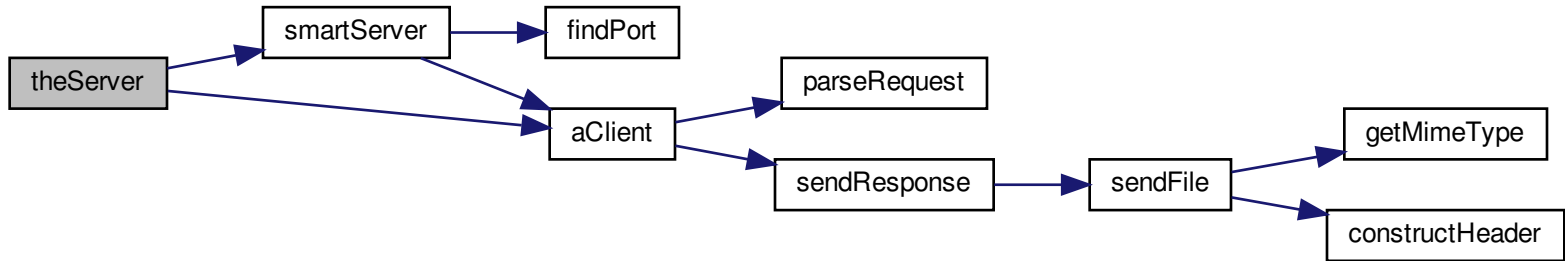 theServer
smartServer
findPort
aClient
parseRequest
sendResponse
sendFile
getMimeType
constructHeader